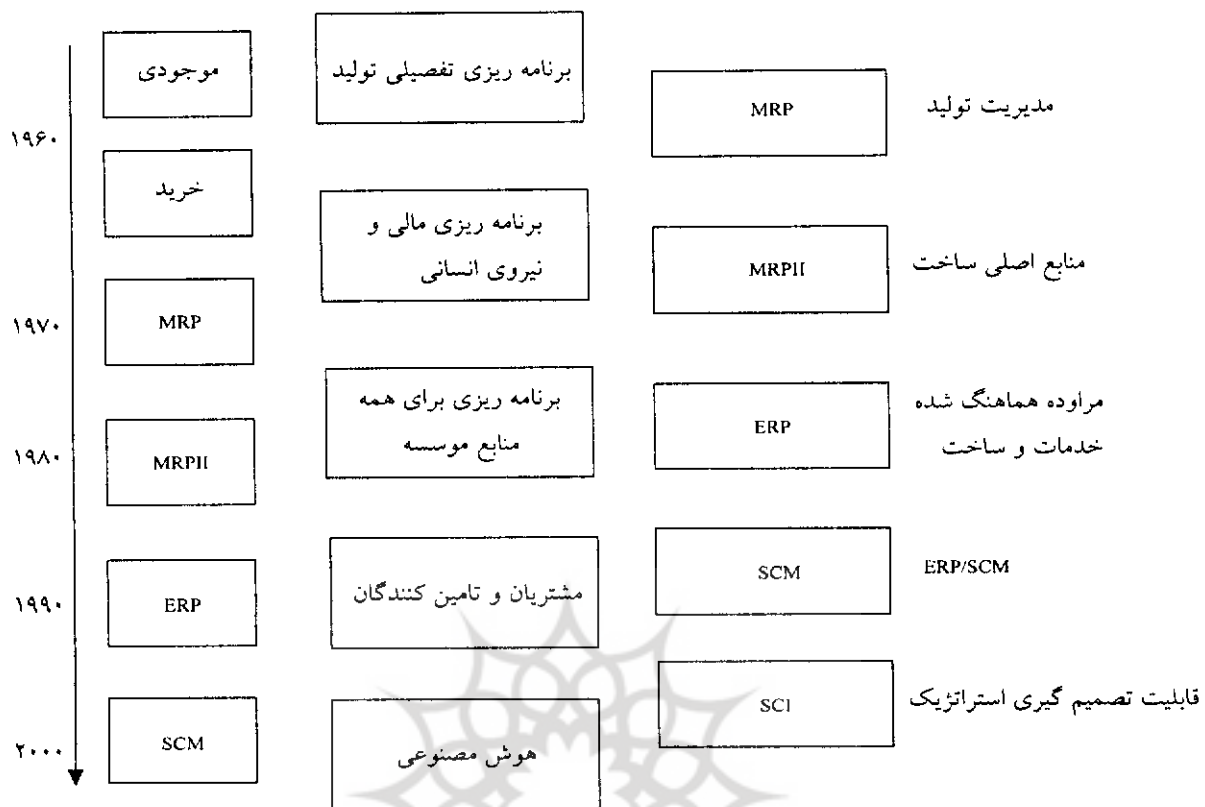 موجودی
برنامه ریزی تفصیلی تولید
MRP
مدیریت تولید
۱۹۶۰
خرید
برنامه ریزی مالی و
نیروی انسانی
MRPII
منابع اصلی ساخت
۱۹۷۰
MRP
برنامه ریزی برای همه
منابع موسسه
ERP
مراوده هماهنگ شده
خدمات و ساخت
۱۹۸۰
MRPII
مشتریان و تامین کنندگان
SCM
ERP/SCM
۱۹۹۰
ERP
SCI
قابلیت تصمیم گیری استراتژیک
۲۰۰۰
SCM
هوش مصنوعی